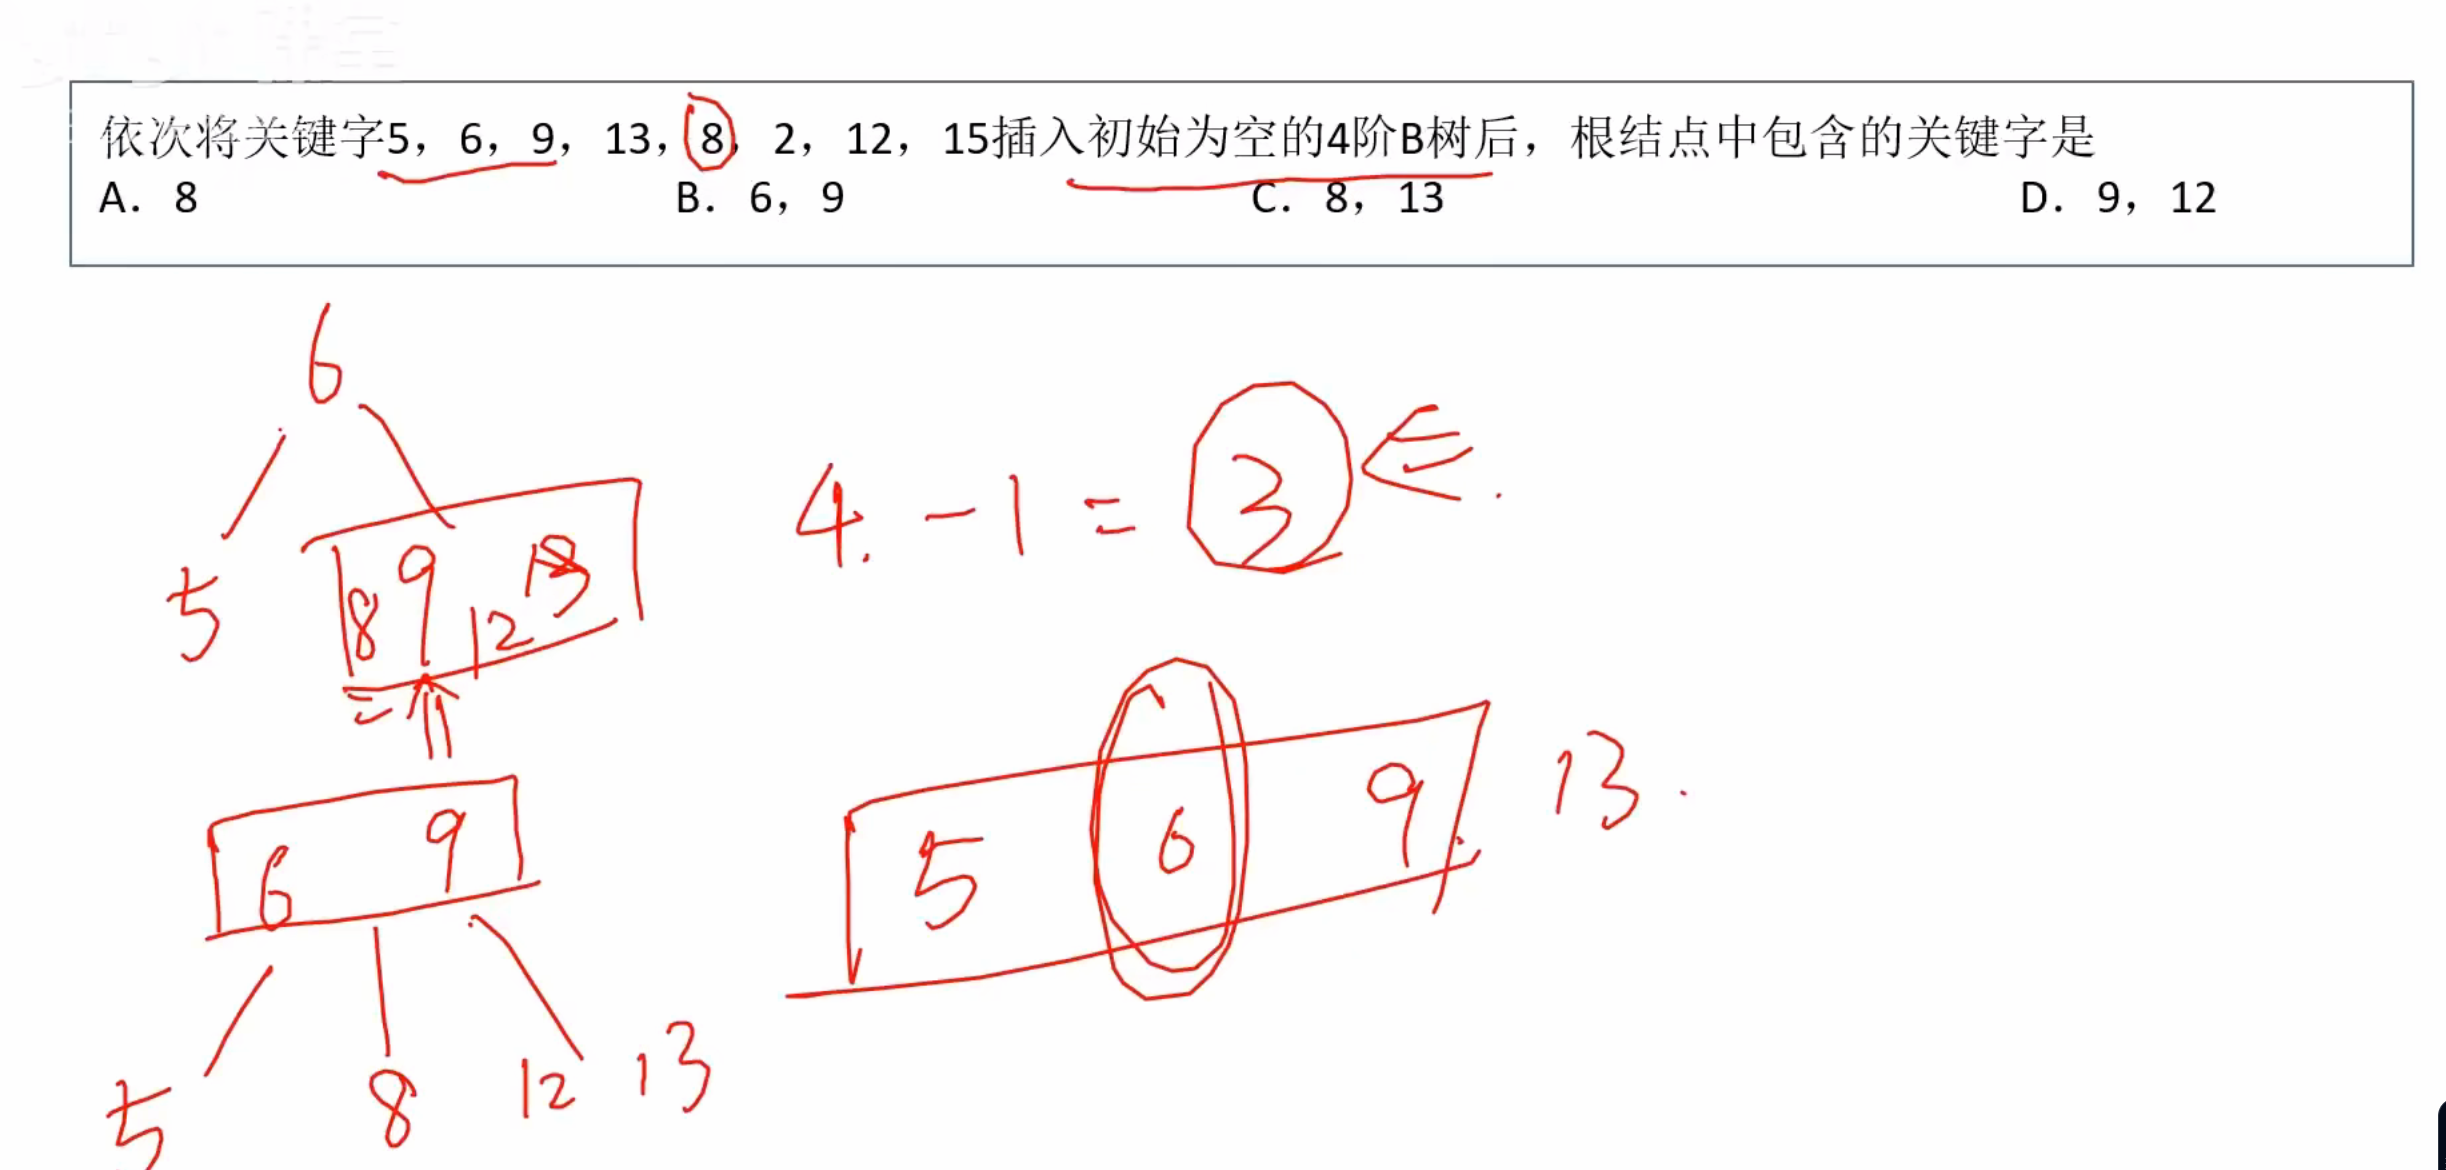 依次将关键字5，6，9，13，8，2，12，15插入初始为空的4阶B树后，根结点中包含的关键字是
A. 8 B. 6，9 C. 8，13 D. 9，12
6
4. - 1 = 3
5 8 9 12 13
6 9
5 6 9 13.
5 8 12 13